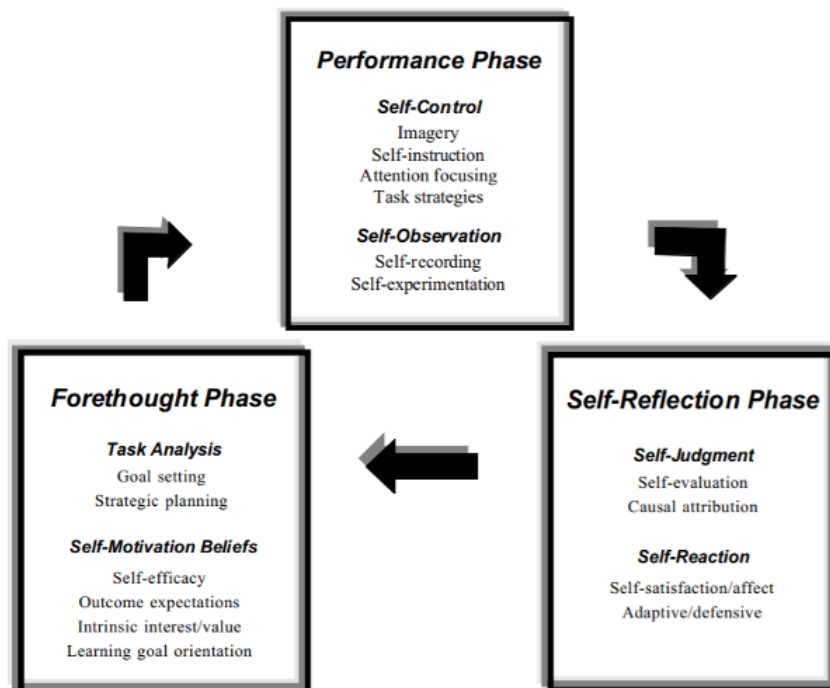 Performance Phase
Self-Control
Imagery
Self-instruction
Attention focusing
Task strategies
Self-Observation
Self-recording
Self-experimentation
Forethought Phase
Task Analysis
Goal setting
Strategic planning
Self-Motivation Beliefs
Self-efficacy
Outcome expectations
Intrinsic interest/value
Learning goal orientation
Self-Reflection Phase
Self-Judgment
Self-evaluation
Causal attribution
Self-Reaction
Self-satisfaction/affect
Adaptive/defensive